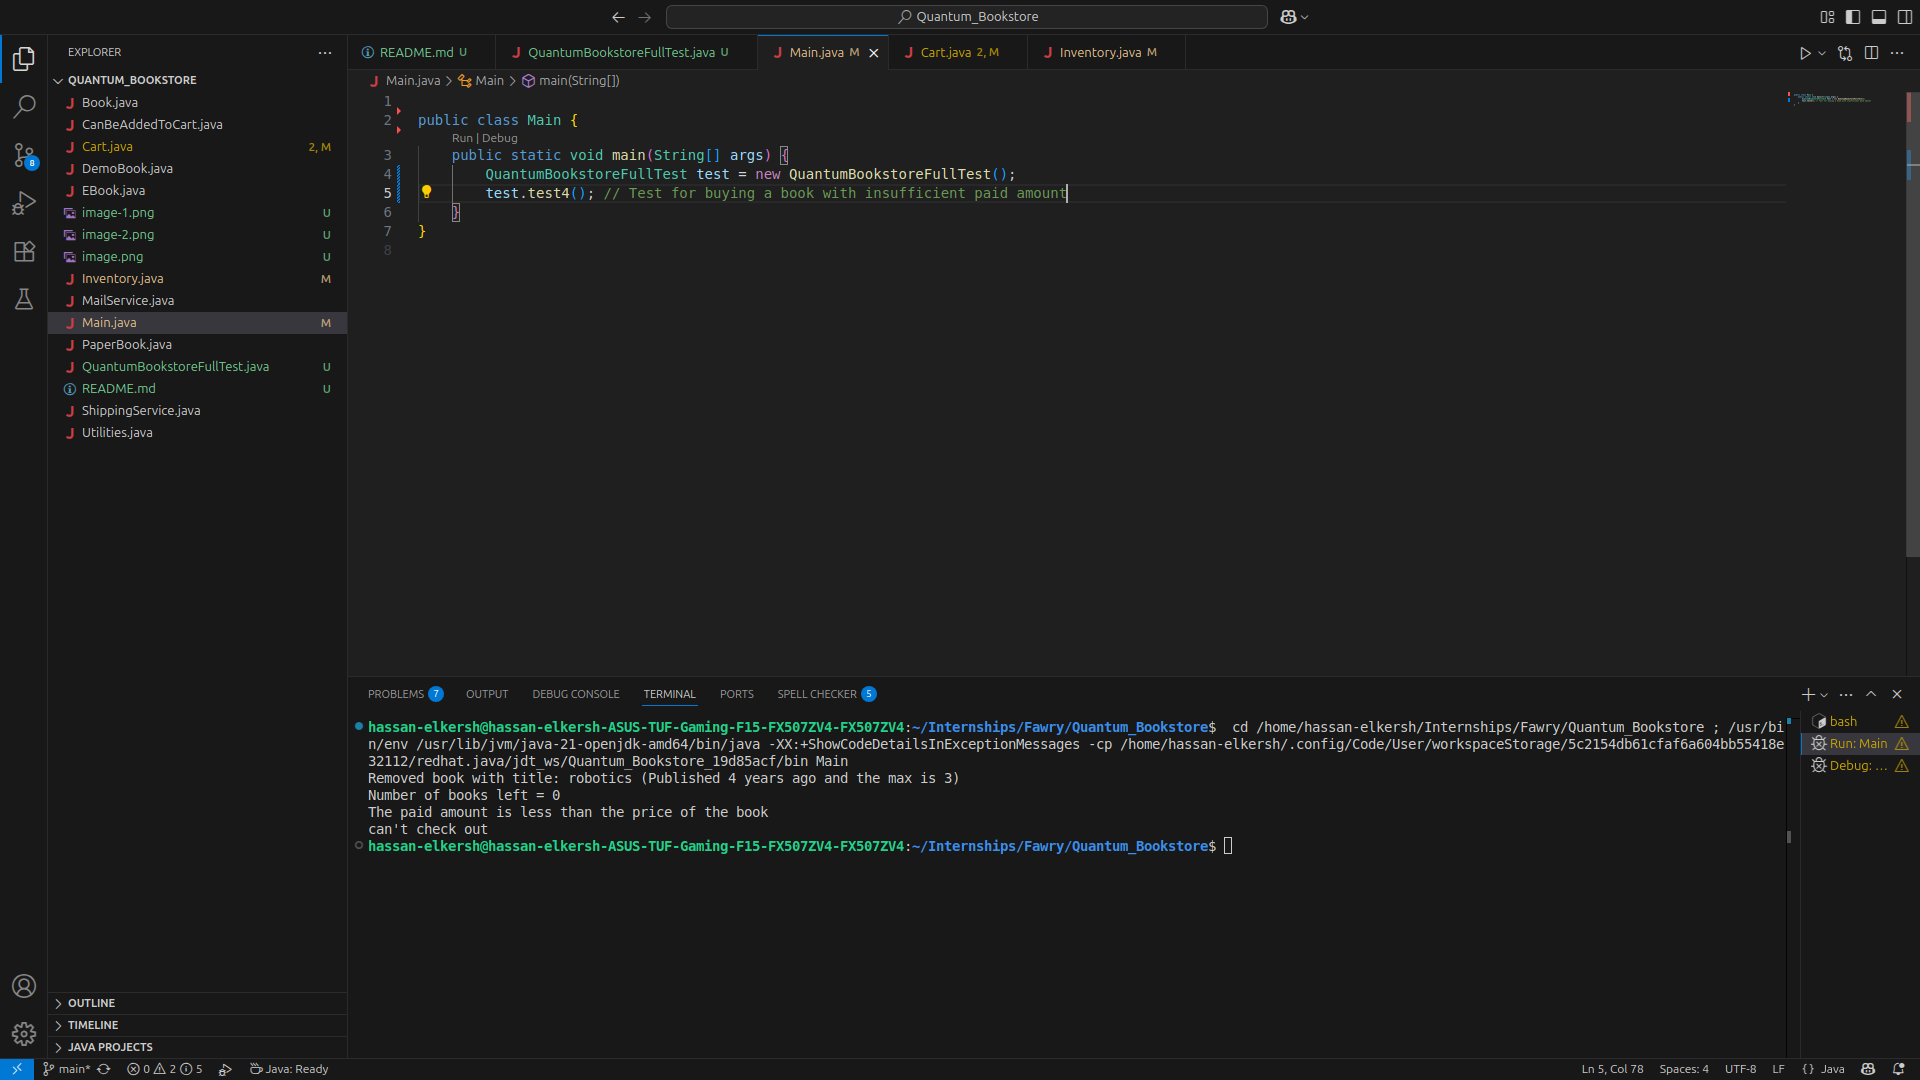 Quantum_Bookstore
EXPLORER
QUANTUM_BOOKSTORE
Book.java
CanBeAddedToCart.java
Cart.java 2, M
DemoBook.java
EBook.java
image-1.png U
image-2.png U
image.png U
Inventory.java M
MailService.java
Main.java M
PaperBook.java
QuantumBookstoreFullTest.java U
README.md U
ShippingService.java
Utilities.java
OUTLINE
TIMELINE
JAVA PROJECTS
8
README.md U QuantumBookstoreFullTest.java U Main.java M Cart.java 2, M Inventory.java M
Main.java > Main > main(String[])
1
2 public class Main {
Run | Debug
3 public static void main(String[] args) {
4 QuantumBookstoreFullTest test = new QuantumBookstoreFullTest();
5 test.test4(); // Test for buying a book with insufficient paid amount
6 }
7 }
8
PROBLEMS 7 OUTPUT DEBUG CONSOLE TERMINAL PORTS SPELL CHECKER 5
hassan-elkersh@hassan-elkersh-ASUS-TUF-Gaming-F15-FX507ZV4-FX507ZV4:~/Internships/Fawry/Quantum_Bookstore$ cd /home/hassan-elkersh/Internships/Fawry/Quantum_Bookstore ; /usr/bi
n/env /usr/lib/jvm/java-21-openjdk-amd64/bin/java -XX:+ShowCodeDetailsInExceptionMessages -cp /home/hassan-elkersh/.config/Code/User/workspaceStorage/5c2154db61cfaf6a604bb55418e
32112/redhat.java/jdt_ws/Quantum_Bookstore_19d85acf/bin Main
Removed book with title: robotics (Published 4 years ago and the max is 3)
Number of books left = 0
The paid amount is less than the price of the book
can't check out
hassan-elkersh@hassan-elkersh-ASUS-TUF-Gaming-F15-FX507ZV4-FX507ZV4:~/Internships/Fawry/Quantum_Bookstore$
bash
Run: Main
Debug: ...
main* 0 2 5 Java: Ready
Ln 5, Col 78 Spaces: 4 UTF-8 LF {} Java